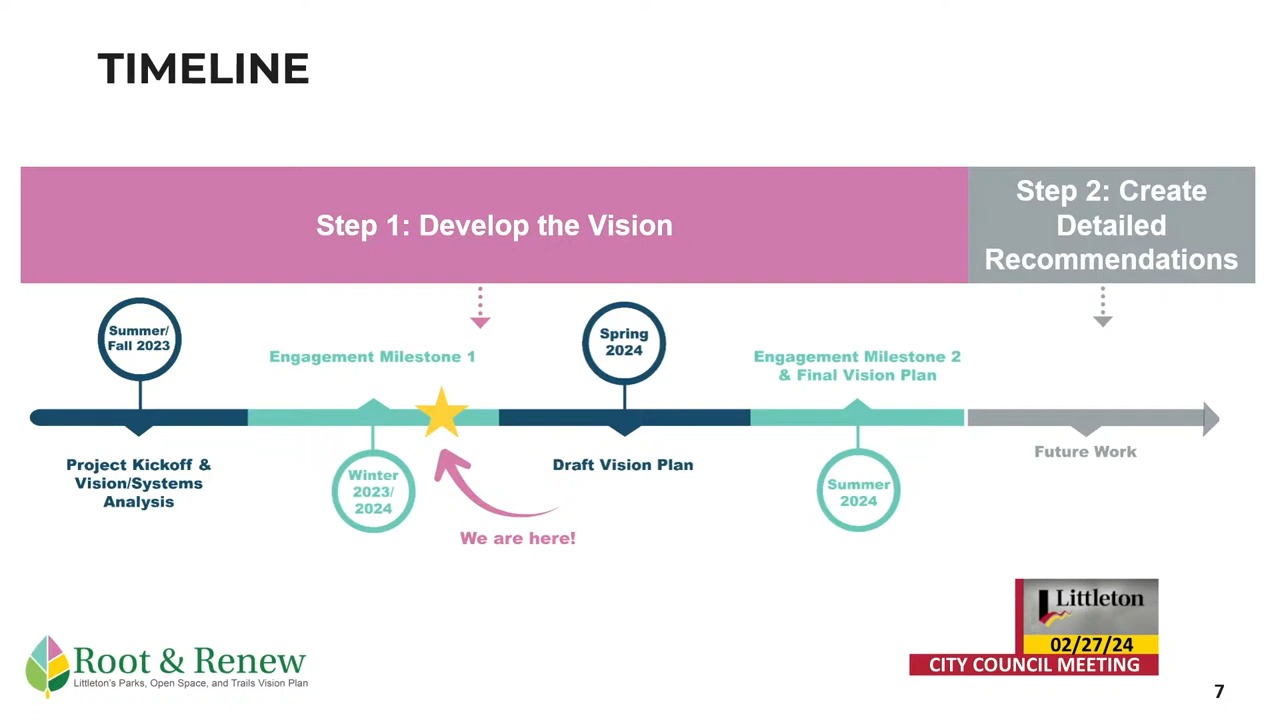 TIMELINE
Step 1: Develop the Vision
Step 2: Create
Detailed
Recommendations
Summer/
Fall 2023
Project Kickoff &
Vision/Systems
Analysis
Engagement Milestone 1
Winter
2023/
2024
We are here!
Spring
2024
Draft Vision Plan
Engagement Milestone 2
& Final Vision Plan
Summer
2024
Future Work
Root & Renew
Littleton's Parks, Open Space, and Trails Vision Plan
Littleton
02/27/24
CITY COUNCIL MEETING
7